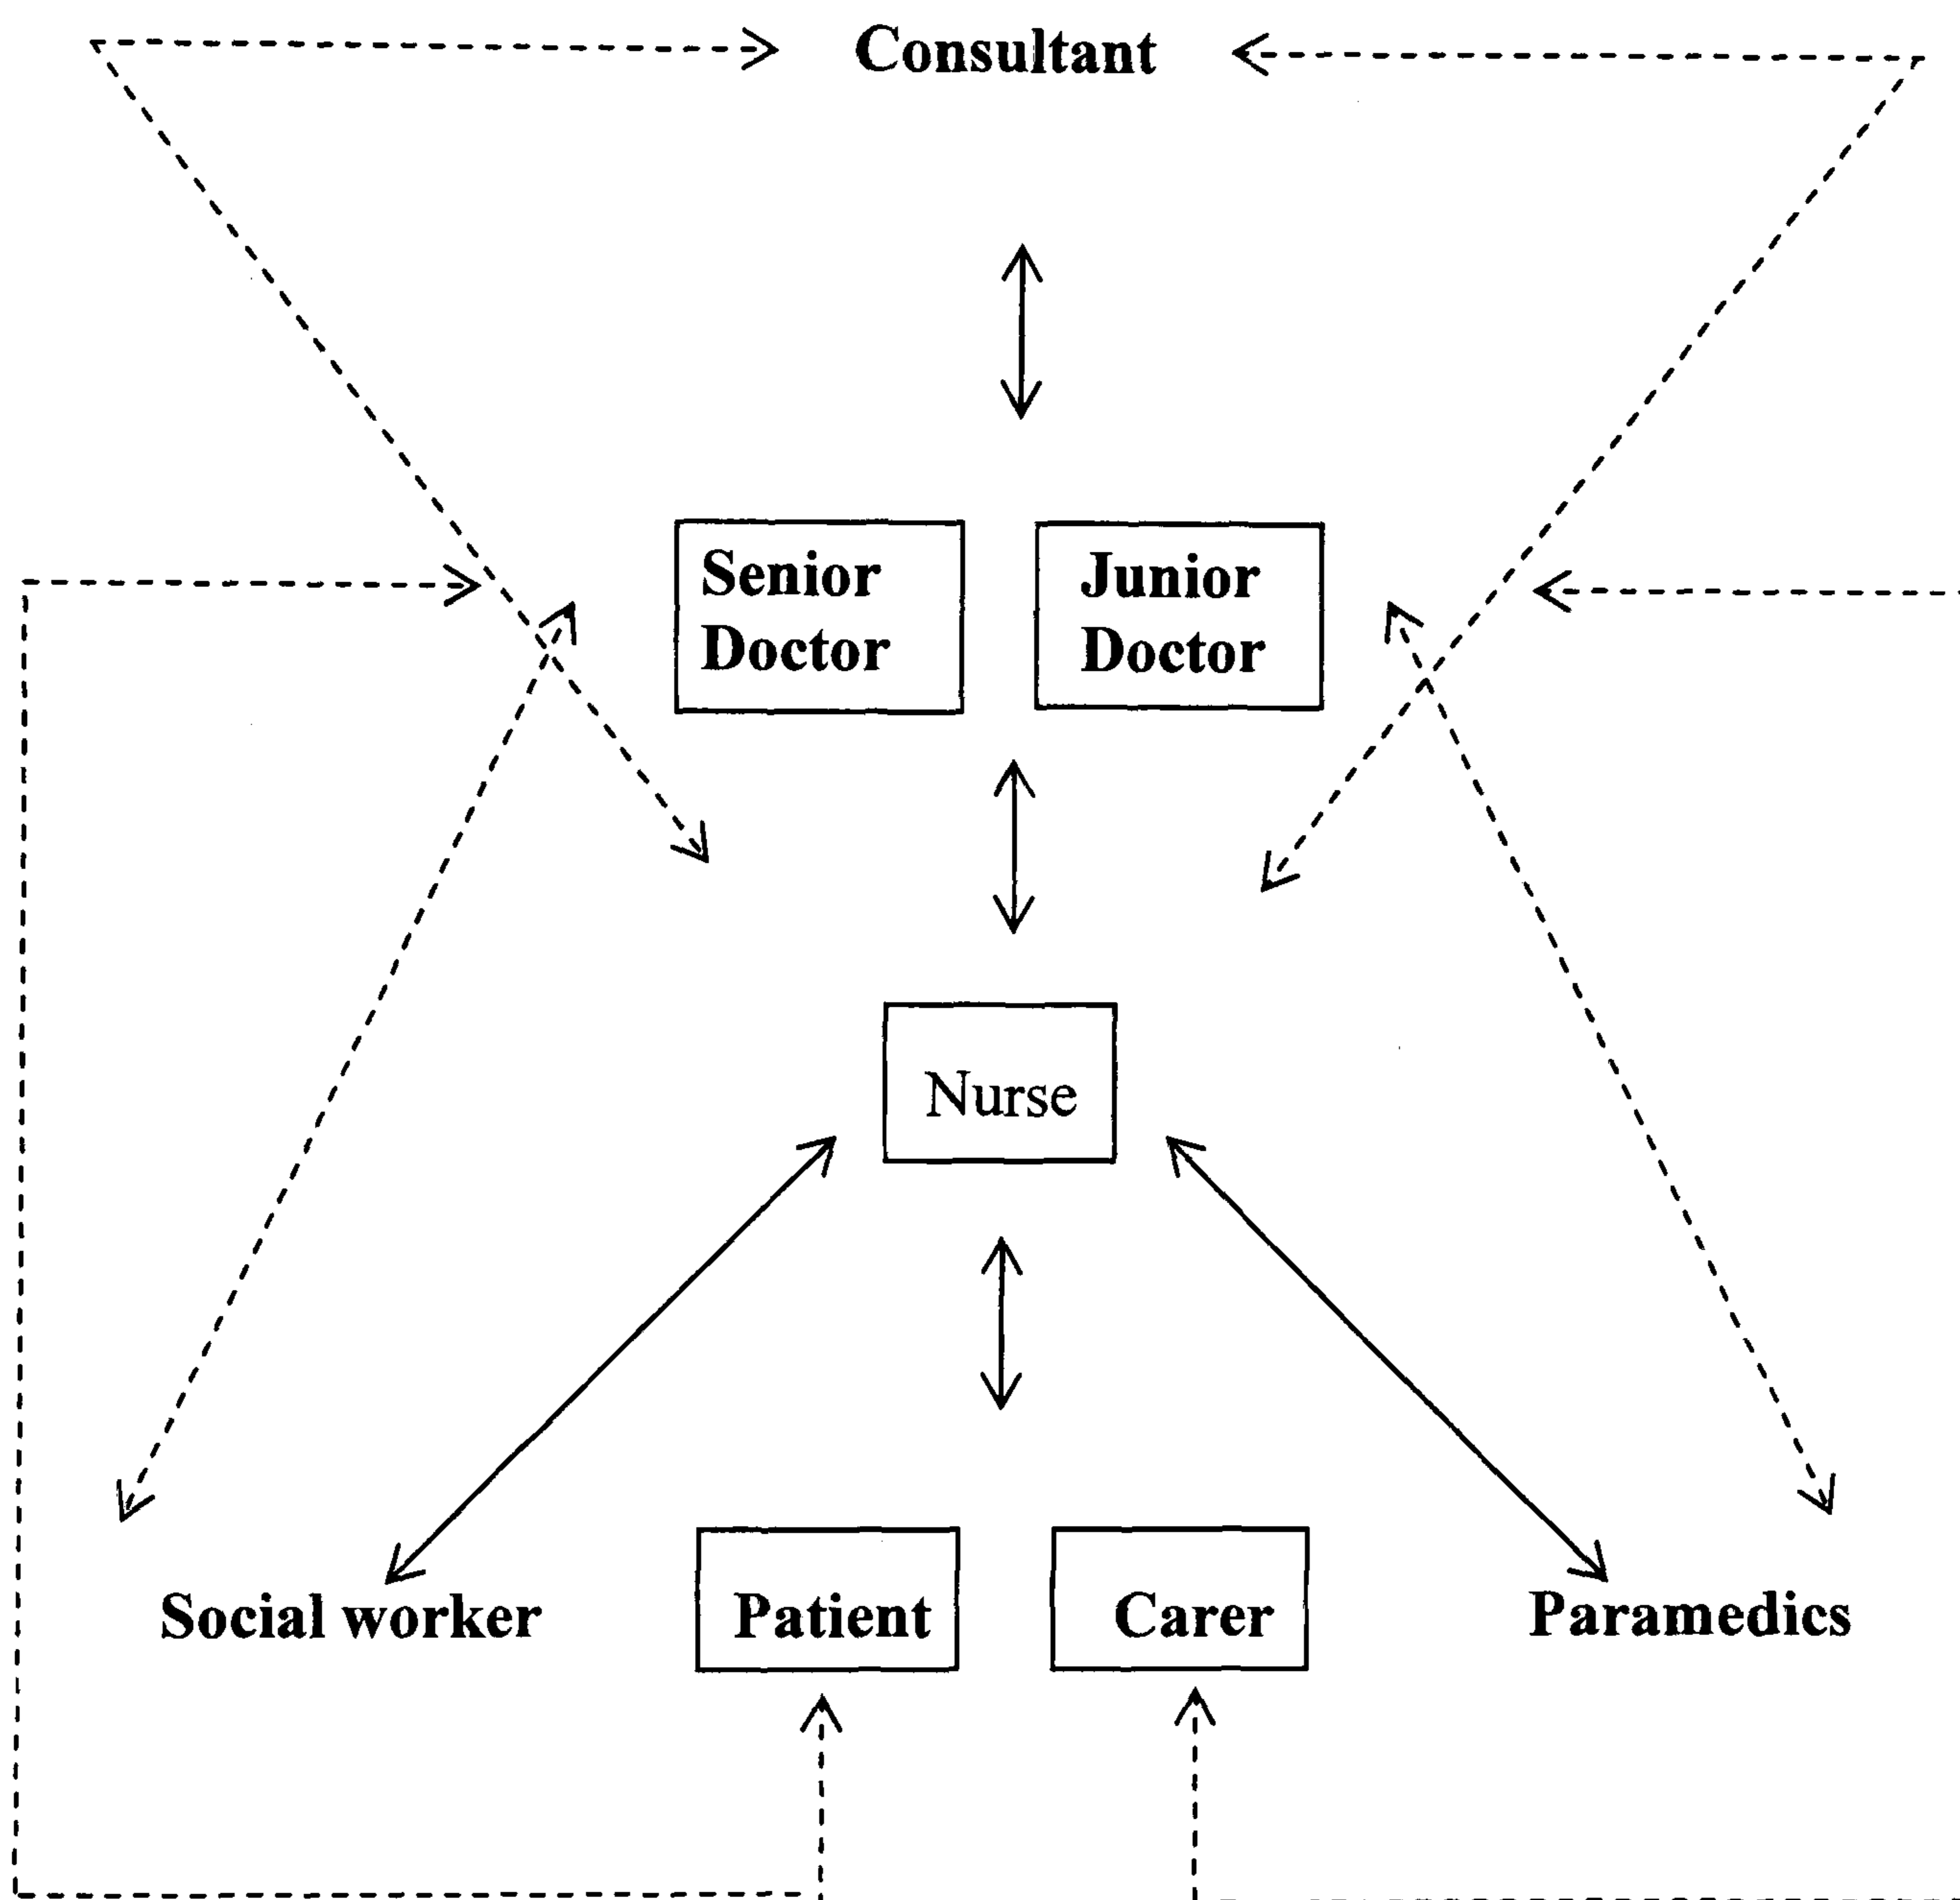 Consultant
Senior
Doctor
Junior
Doctor
Nurse
Social worker
Patient
Carer
Paramedics